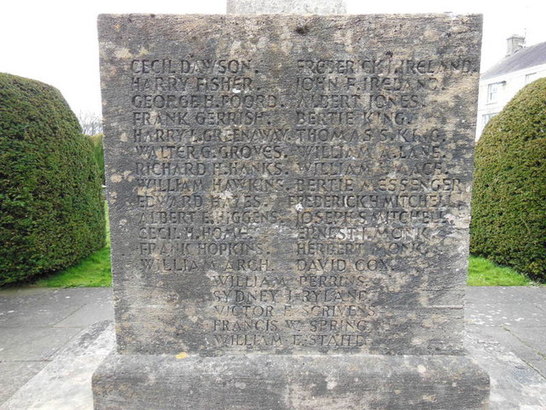 CECIL DAWSON. FREDERICK J. IRELAND.
HARRY FISHER. JOHN F. IRELAND.
GEORGE H. FOORD. ALBERT JONES.
FRANK GERRISH. BERTIE KING.
HARRY L. GREENAWAY. THOMAS S. KING.
WALTER G. GROVES. WILLIAM A. LANE.
RICHARD H. HANKS. WILLIAM
WILLIAM HAWKINS. BERTIE MESSENGER.
EDWARD HAYES. FREDERICK H. MITCHELL.
ALBERT E. HIGGENS. JOSEPH S. MITCHELL.
CECIL H. HOME. ERNEST J. MONK.
FRANK HOPKINS. HERBERT MONK.
WILLIAM ARCH. DAVID COX.
WILLIAM PERRINS.
SYDNEY J. RYLAND.
VICTOR E. SCRIVENS.
FRANCIS W. SPRING.
WILLIAM E.